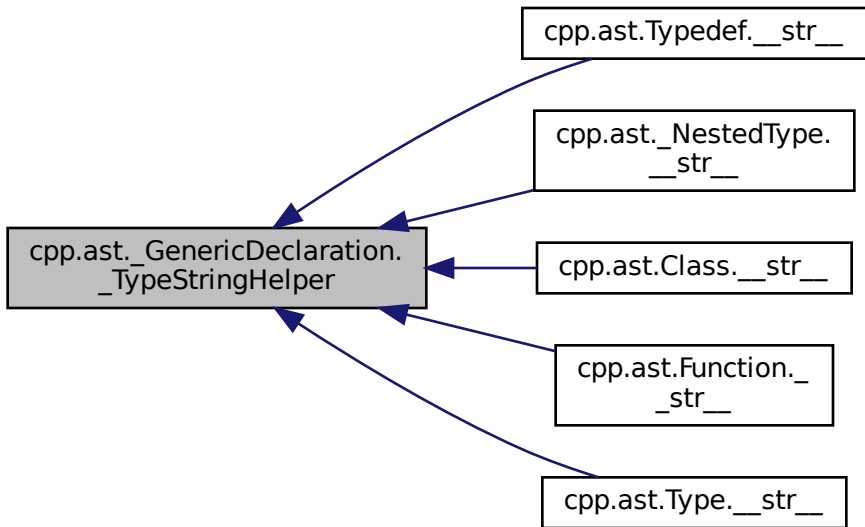 cpp.ast.Typedef.__str__
cpp.ast._NestedType.
__str__
cpp.ast._GenericDeclaration.
_TypeStringHelper
cpp.ast.Class.__str__
cpp.ast.Function._
_str__
cpp.ast.Type.__str__